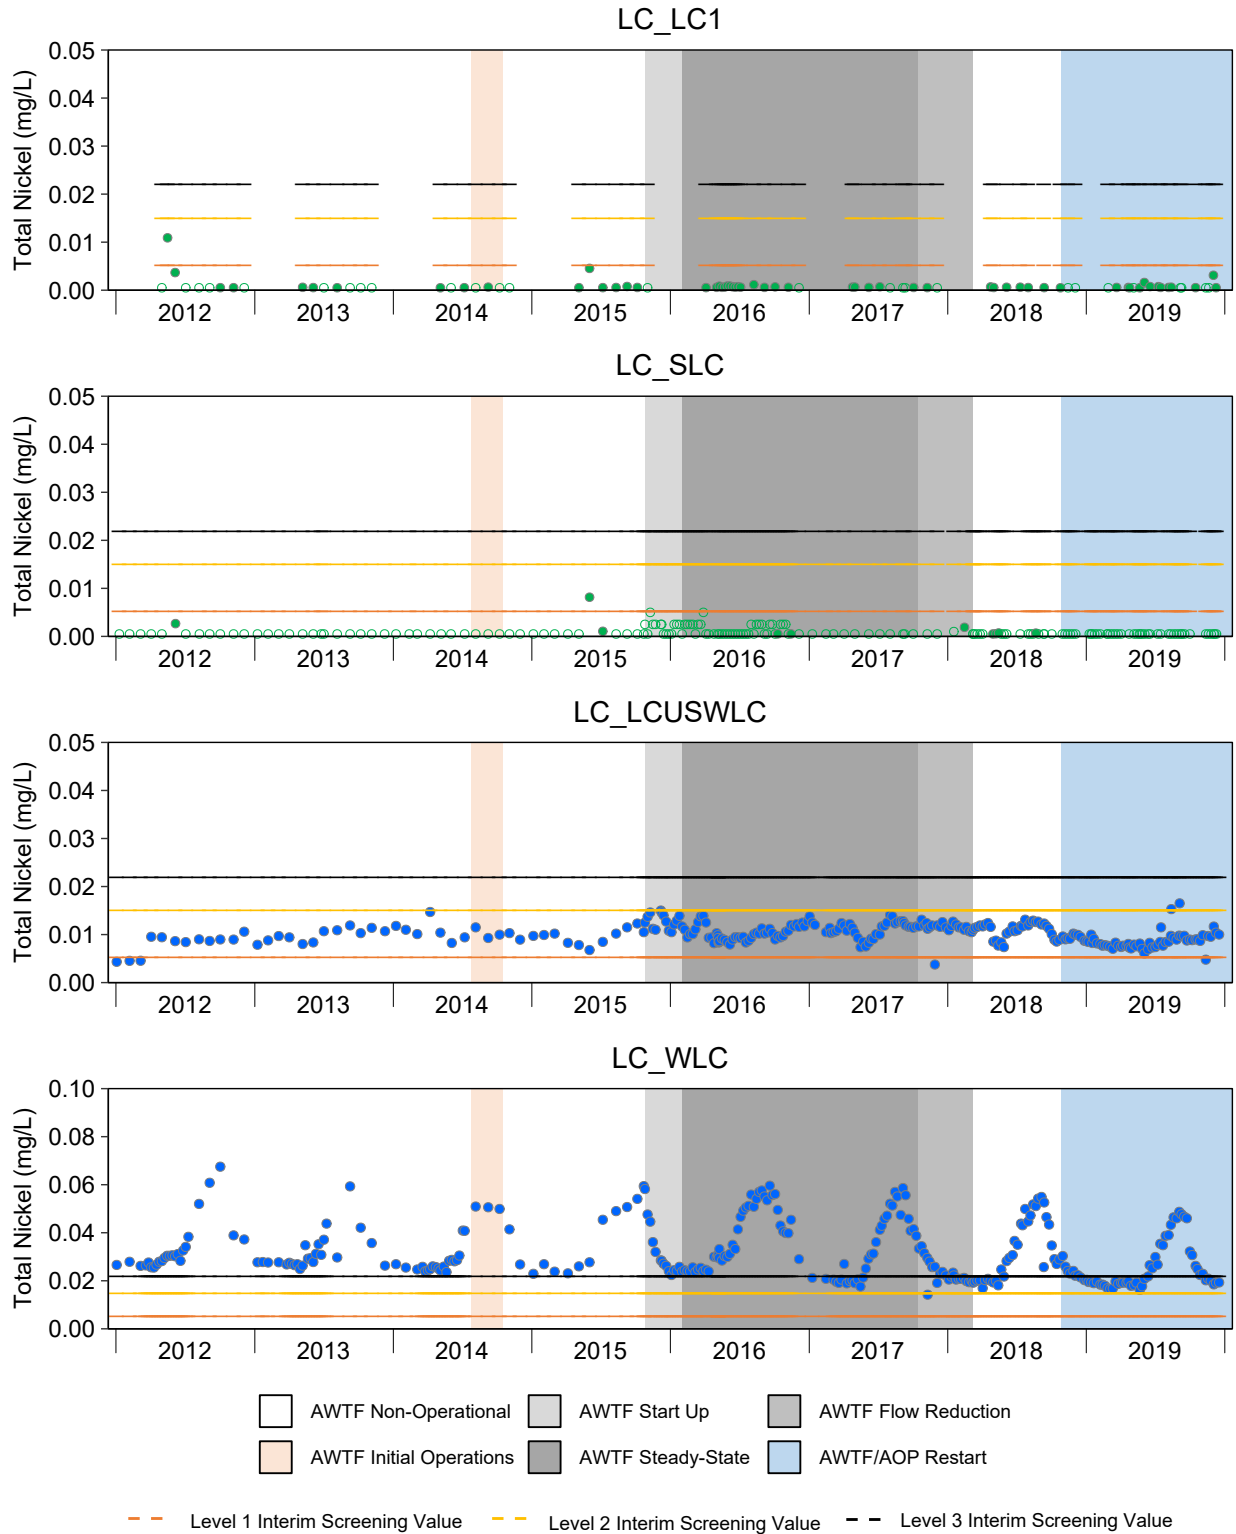 LC_LC1
Total Nickel (mg/L)
0.05
0.04
0.03
0.02
0.01
0.00
2012 2013 2014 2015 2016 2017 2018 2019
LC_SLC
Total Nickel (mg/L)
0.05
0.04
0.03
0.02
0.01
0.00
2012 2013 2014 2015 2016 2017 2018 2019
LC_LCUSWLC
Total Nickel (mg/L)
0.05
0.04
0.03
0.02
0.01
0.00
2012 2013 2014 2015 2016 2017 2018 2019
LC_WLC
Total Nickel (mg/L)
0.10
0.08
0.06
0.04
0.02
0.00
2012 2013 2014 2015 2016 2017 2018 2019
AWTF Non-Operational AWTF Start Up AWTF Flow Reduction
AWTF Initial Operations AWTF Steady-State AWTF/AOP Restart
Level 1 Interim Screening Value Level 2 Interim Screening Value Level 3 Interim Screening Value